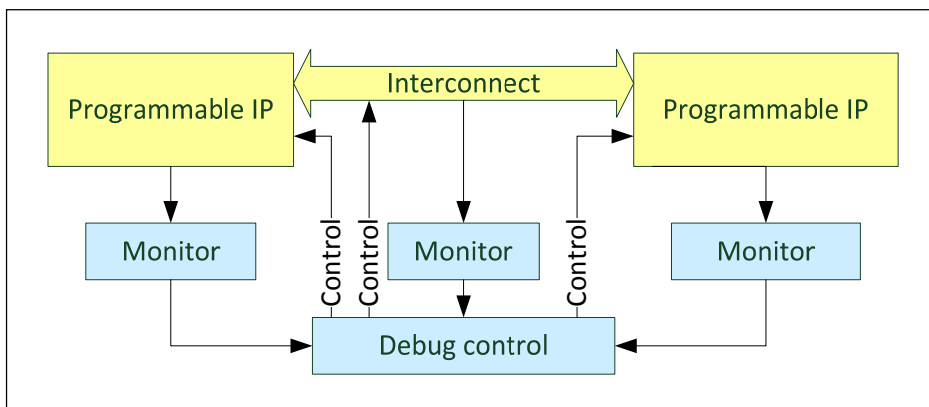 Interconnect
Programmable IP
Programmable IP
Control
Control
Control
Monitor
Monitor
Monitor
Debug control